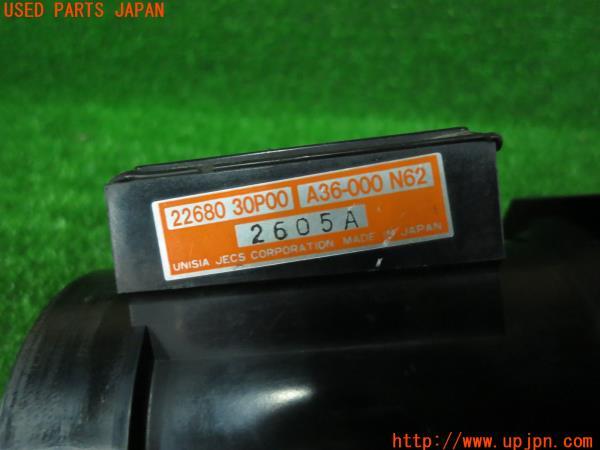 USED PARTS JAPAN
22680 30P00 A36-000 N62
2605A
UNISIA JECS CORPORATION MADE IN JAPAN
http://www.upjpn.com/